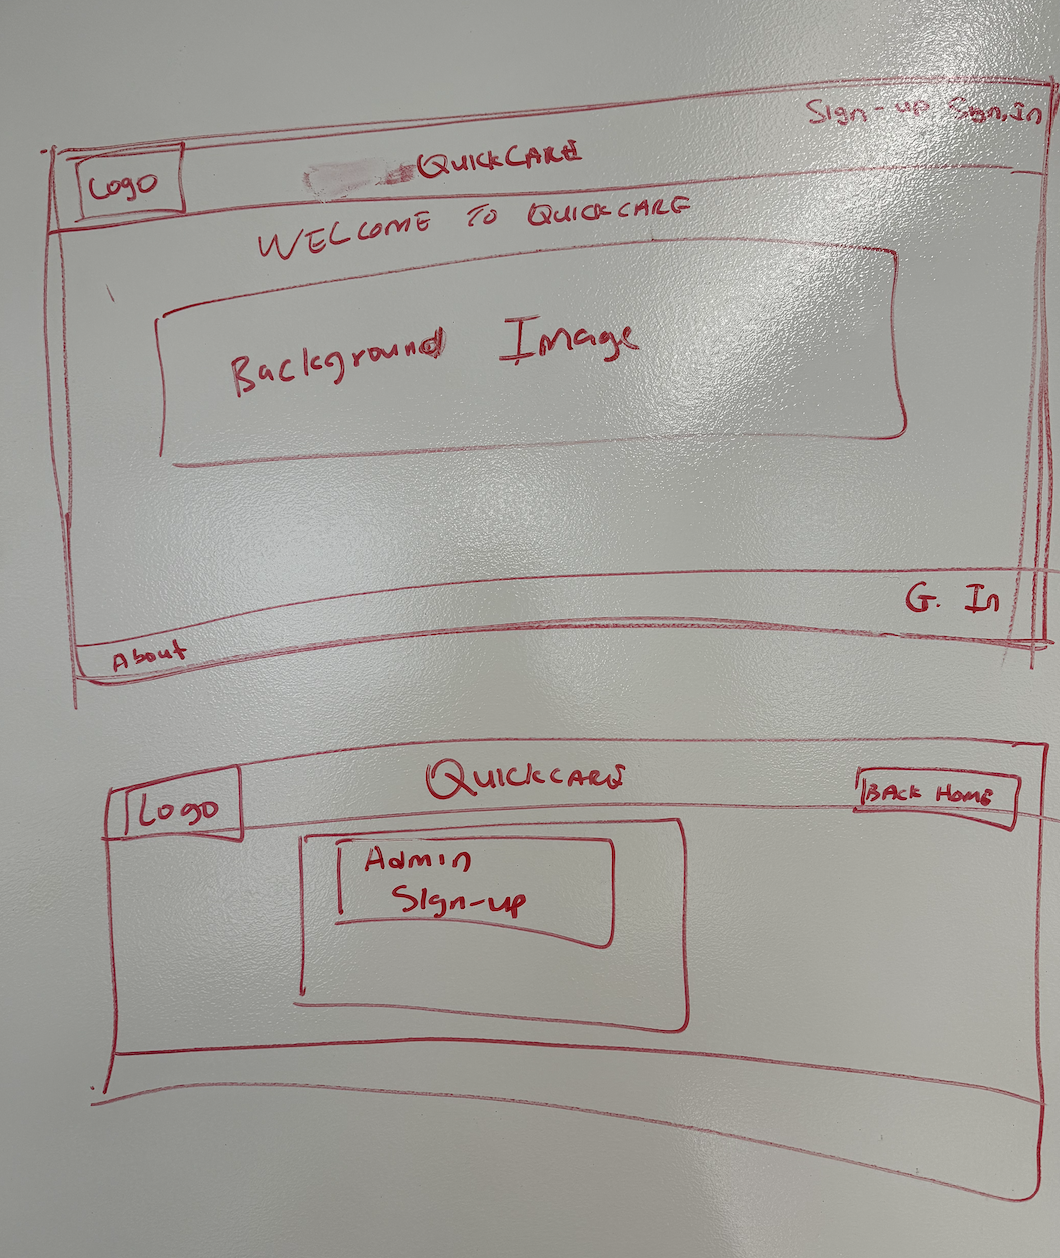 Sign-up Sign.In
Logo
QUICKCARE
WELCOME TO QUICKCARE
Background Image
G. In
About
Logo
QUICKCARE
BACK HOME
Admin
Sign-up